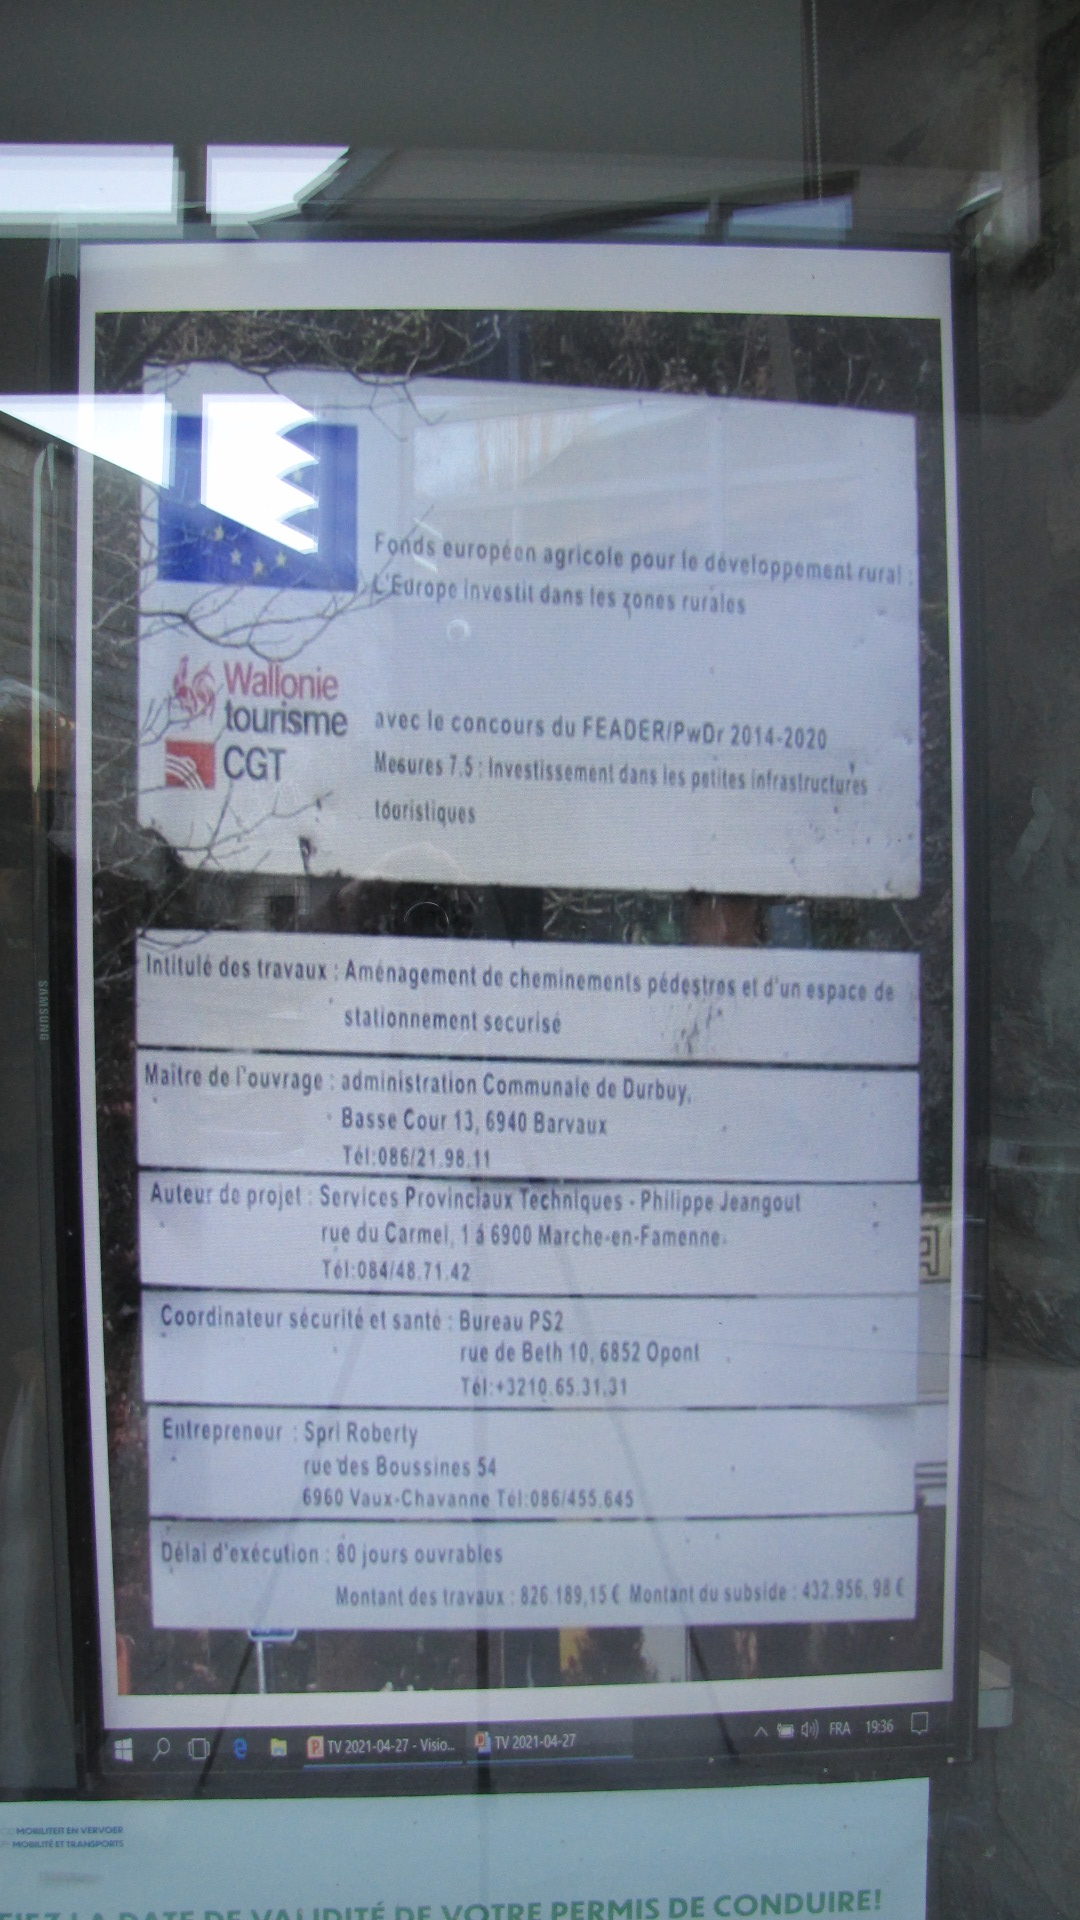 Fonds européen agricole pour le développement rural :
L'Europe investit dans les zones rurales
Wallonie
tourisme
CGT
avec le concours du FEADER/PwDr 2014-2020
Mesures 7.5 : Investissement dans les petites infrastructures
touristiques
Intitulé des travaux : Aménagement de cheminements pédestres et d'un espace de
stationnement securisé
Maître de l'ouvrage : administration Communale de Durbuy,
Basse Cour 13, 6940 Barvaux
Tél:086/21.98.11
Auteur de projet : Services Provinciaux Techniques - Philippe Jeangout
rue du Carmel, 1 á 6900 Marche-en-Famenne
Tél:084/48.71.42
Coordinateur sécurité et santé : Bureau PS2
rue de Beth 10, 6852 Opont
Tél:+3210.65.31.31
Entrepreneur : Sprl Roberty
rue des Boussines 54
6960 Vaux-Chavanne Tél:086/455.645
Délai d'exécution : 80 jours ouvrables
Montant des travaux : 826.189,15 € Montant du subside : 432.956, 98 €
SAMSUNG
TV 2021-04-27 - Visio...
TV 2021-04-27
FRA
19:36
MOBILITEIT EN VERVOER
MOBILITÉ ET TRANSPORTS
LA DATE DE VALIDITÉ DE VOTRE PERMIS DE CONDUIRE!